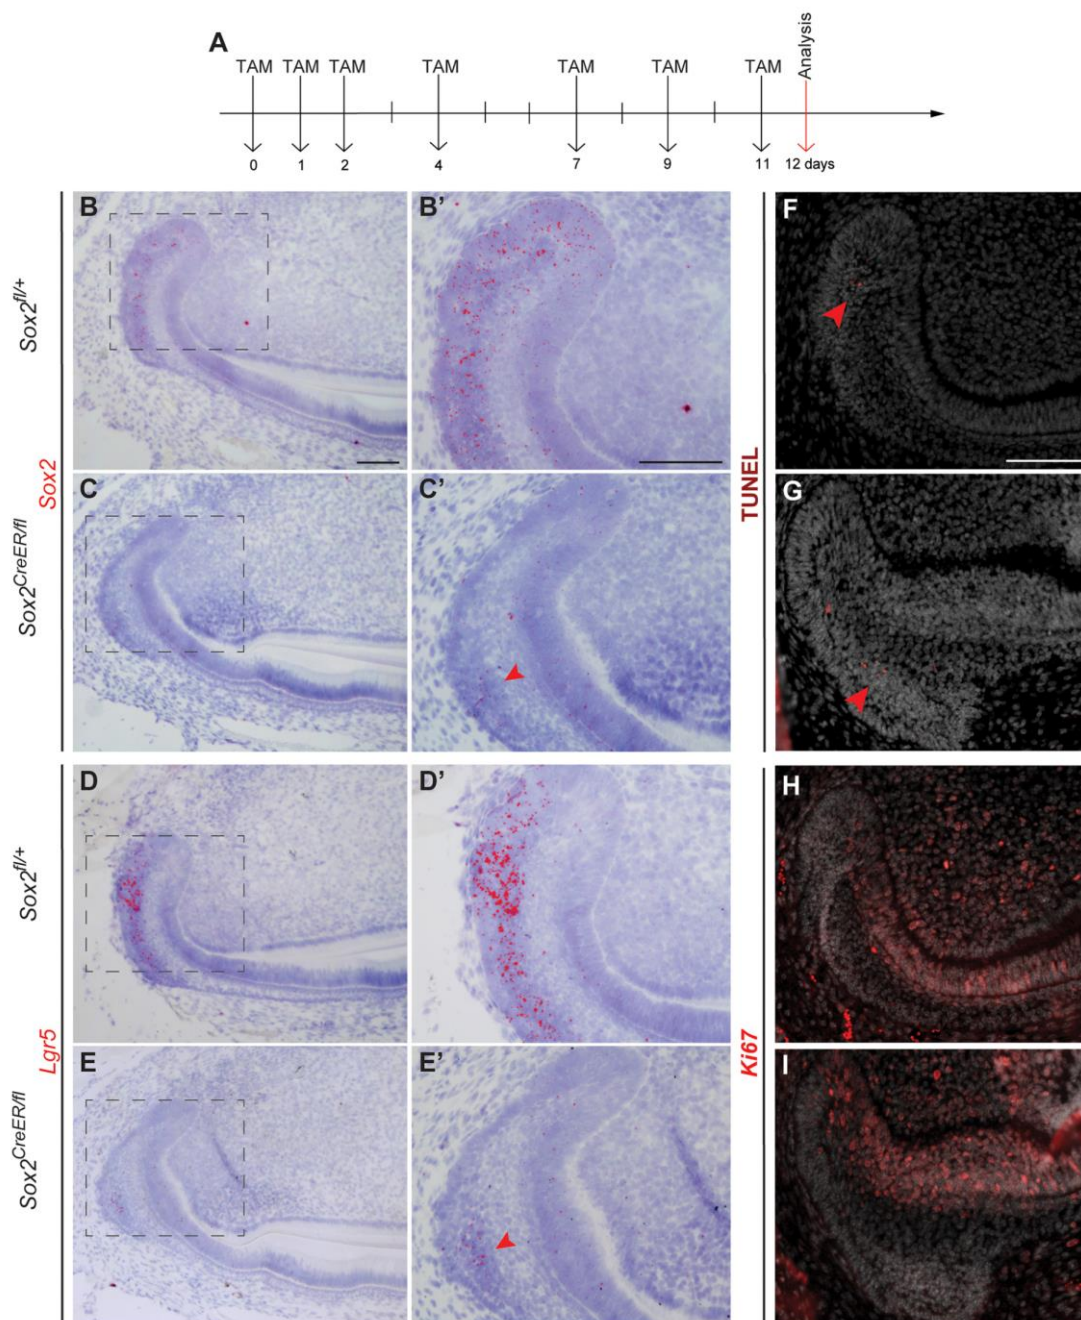 A
TAM TAM TAM TAM TAM TAM TAM Analysis
0 1 2 4 7 9 11 12 days
B B’ F
Sox2fl/+
C C’ G
Sox2CreER/fl
Sox2
TUNEL
D D’ H
Sox2fl/+
E E’ I
Sox2CreER/fl
Lgr5
Ki67